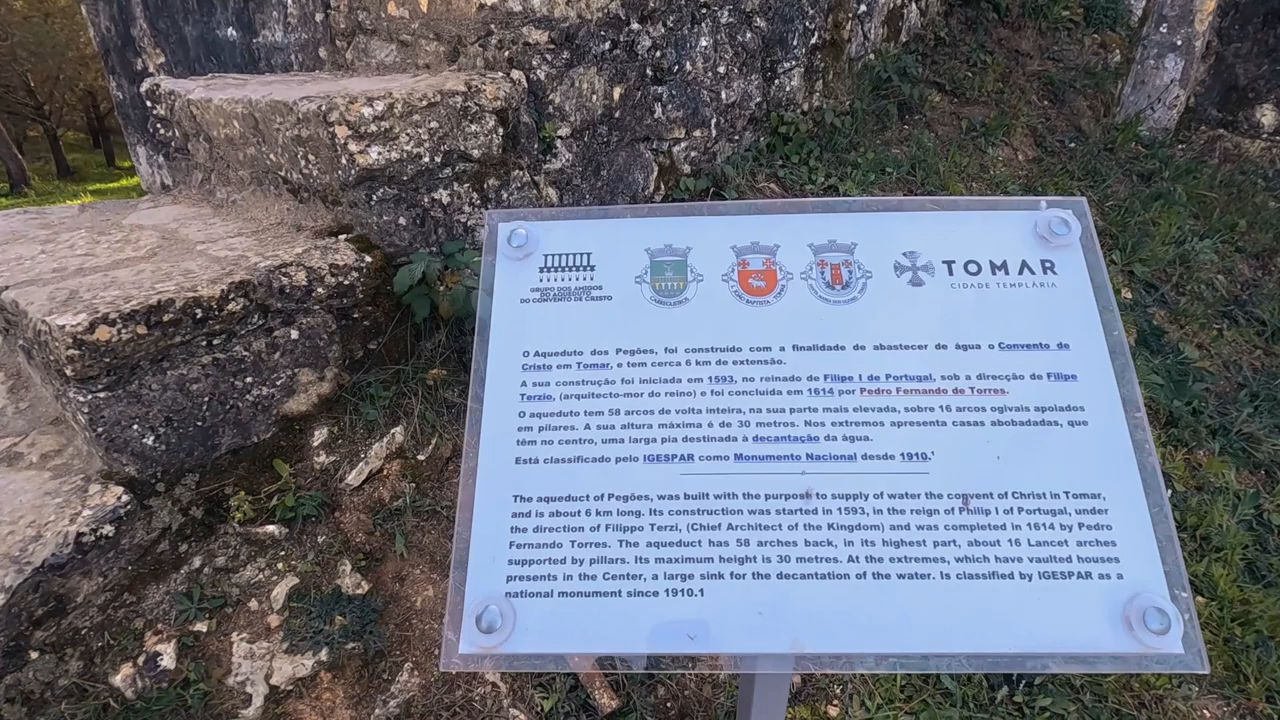 GRUPO DOS AMIGOS
DO AQUEDUTO
DO CONVENTO DE CRISTO
CARREGUEIROS
S. JOÃO BAPTISTA - TOMAR
TOMAR
CIDADE TEMPLÁRIA
O Aqueduto dos Pegões, foi construído com a finalidade de abastecer de água o Convento de
Cristo em Tomar, e tem cerca 6 km de extensão.
A sua construção foi iniciada em 1593, no reinado de Filipe I de Portugal, sob a direcção de Filipe
Terzio, (arquitecto-mor do reino) e foi concluída em 1614 por Pedro Fernando de Torres.
O aqueduto tem 58 arcos de volta inteira, na sua parte mais elevada, sobre 16 arcos ogivais apoiados
em pilares. A sua altura máxima é de 30 metros. Nos extremos apresenta casas abobadadas, que
têm no centro, uma larga pia destinada à decantação da água.
Está classificado pelo IGESPAR como Monumento Nacional desde 1910.¹
The aqueduct of Pegões, was built with the purpose to supply of water the convent of Christ in Tomar,
and is about 6 km long. Its construction was started in 1593, in the reign of Philip I of Portugal, under
the direction of Filippo Terzi, (Chief Architect of the Kingdom) and was completed in 1614 by Pedro
Fernando Torres. The aqueduct has 58 arches back, in its highest part, about 16 Lancet arches
supported by pillars. Its maximum height is 30 metres. At the extremes, which have vaulted houses
presents in the Center, a large sink for the decantation of the water. Is classified by IGESPAR as a
national monument since 1910.1